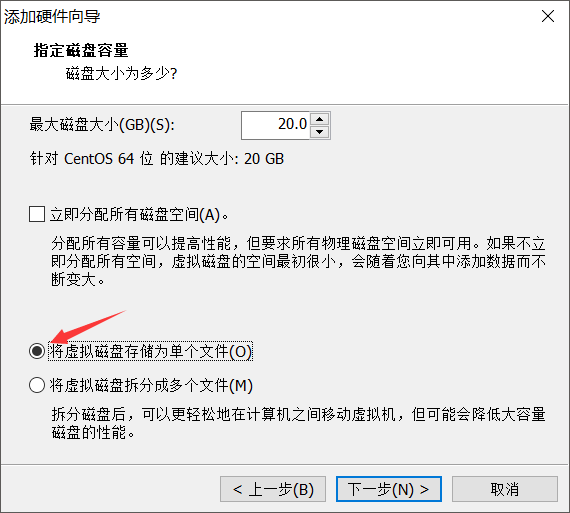 添加硬件向导
指定磁盘容量
磁盘大小为多少?
最大磁盘大小(GB)(S):
20.0
针对 CentOS 64 位 的建议大小: 20 GB
立即分配所有磁盘空间(A)。
分配所有容量可以提高性能，但要求所有物理磁盘空间立即可用。如果不立
即分配所有空间，虚拟磁盘的空间最初很小，会随着您向其中添加数据而不
断变大。
将虚拟磁盘存储为单个文件(O)
将虚拟磁盘拆分成多个文件(M)
拆分磁盘后，可以更轻松地在计算机之间移动虚拟机，但可能会降低大容量
磁盘的性能。
< 上一步(B)
下一步(N) >
取消